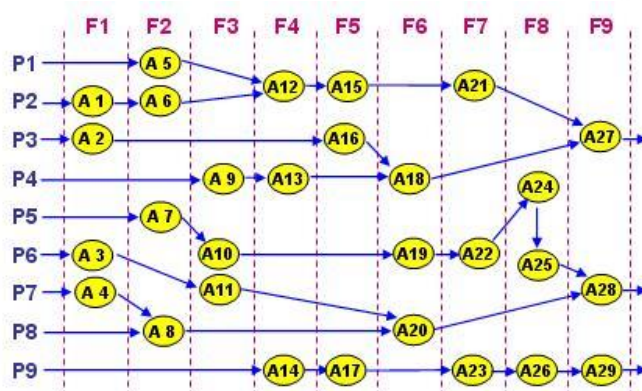 F1 F2 F3 F4 F5 F6 F7 F8 F9
P1 A 5
A12 A15 A21
P2 A 1 A 6
P3 A 2 A16 A27
P4 A 9 A13 A18
A24
P5 A 7
P6 A 3 A10 A19 A22
A25
P7 A 4 A11 A28
P8 A 8 A20
P9 A14 A17 A23 A26 A29